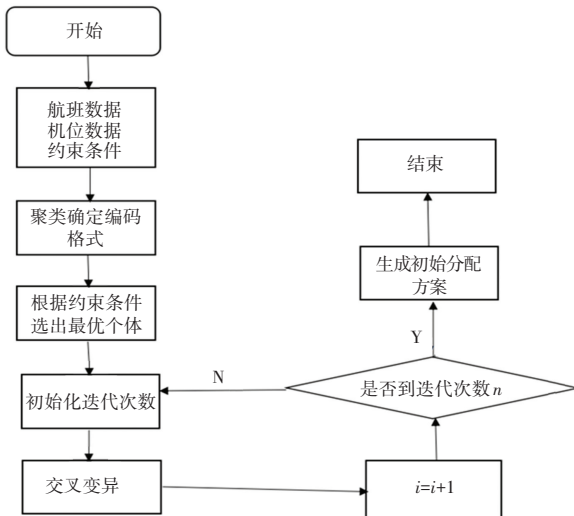 开始
航班数据
机位数据
约束条件
聚类确定编码
格式
根据约束条件
选出最优个体
初始化迭代次数
交叉变异
i=i+1
是否到迭代次数n
N
Y
生成初始分配
方案
结束